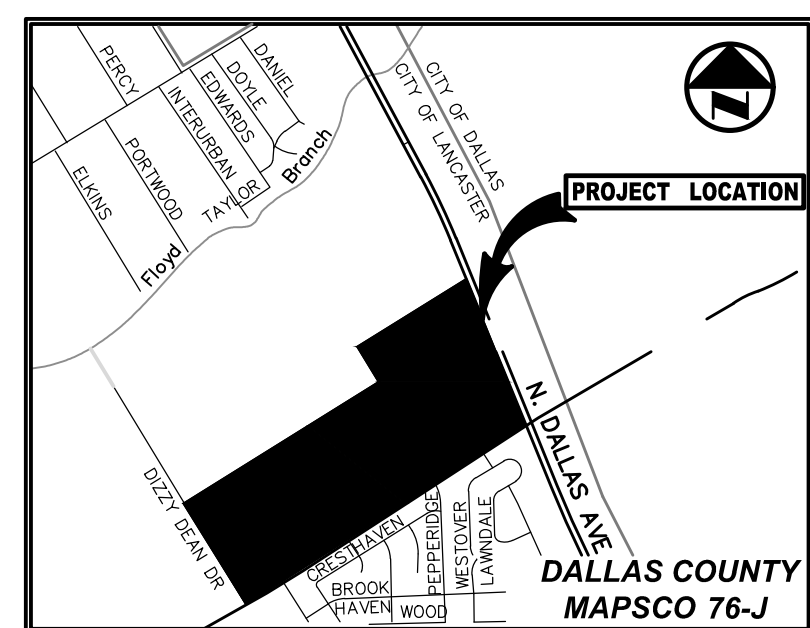 PERCY
DANIEL
DOYLE
EDWARDS
INTERURBAN
PORTWOOD
ELKINS
TAYLOR
Floyd
Branch
CITY OF DALLAS
CITY OF LANCASTER
N
PROJECT LOCATION
N. DALLAS AVE
DIZZY DEAN DR
CRESTHAVEN
PEPPERIDGE
WESTOVER
LAWNDALE
BROOK
HAVEN
WOOD
DALLAS COUNTY
MAPSCO 76-J